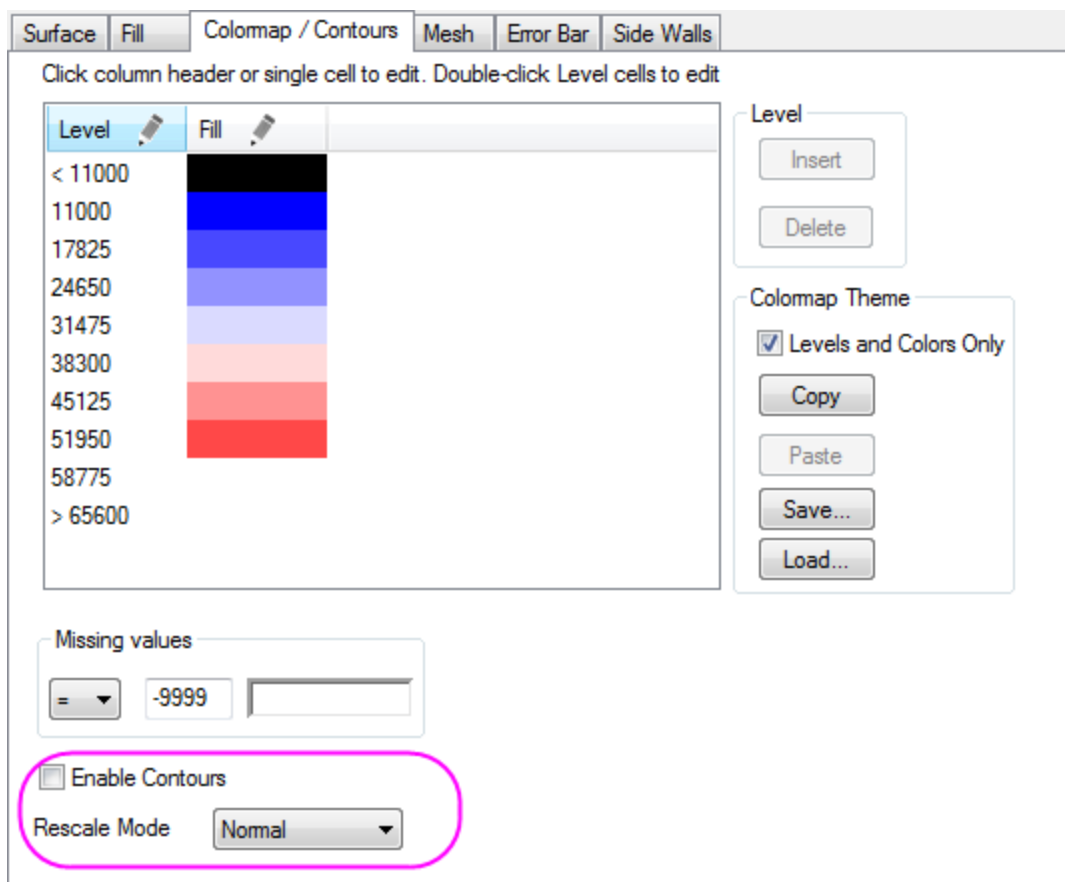 Surface Fill Colormap / Contours Mesh Error Bar Side Walls
Click column header or single cell to edit. Double-click Level cells to edit
Level Fill
< 11000
11000
17825
24650
31475
38300
45125
51950
58775
> 65600
Level
Insert
Delete
Colormap Theme
Levels and Colors Only
Copy
Paste
Save...
Load...
Missing values
= -9999
Enable Contours
Rescale Mode Normal